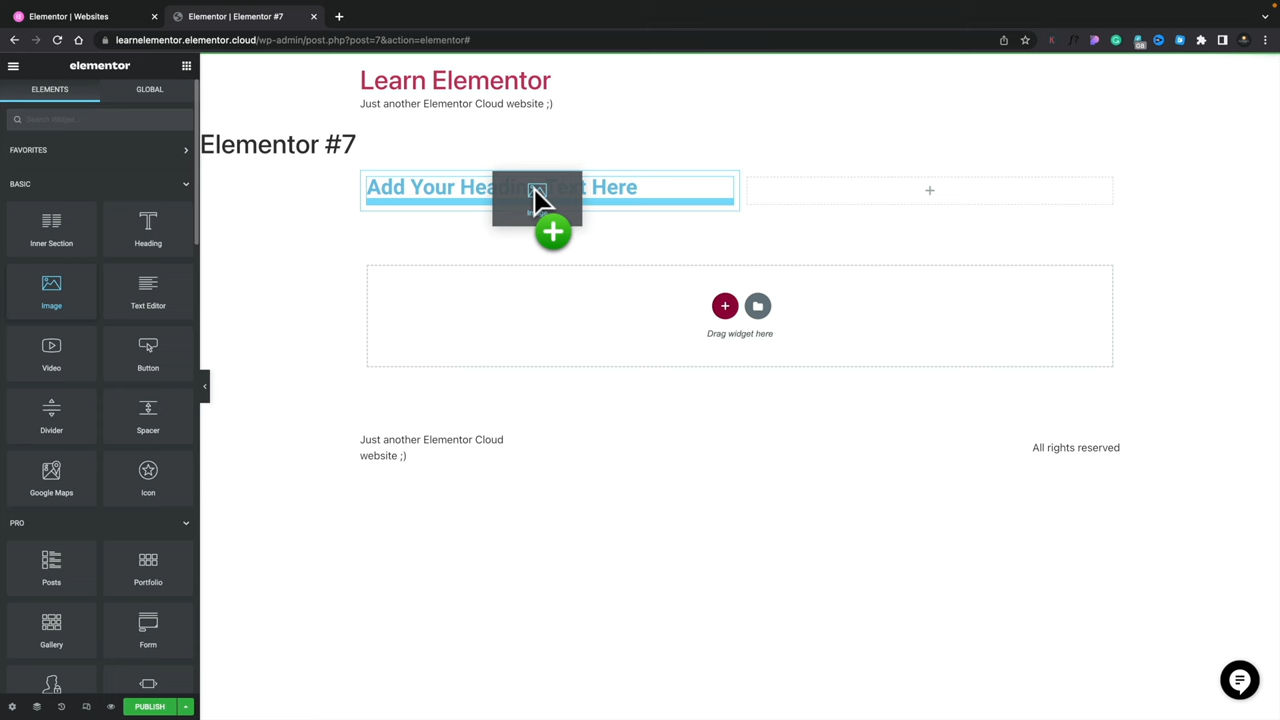 Elementor | Websites
Elementor | Elementor #7
learnelementor.elementor.cloud/wp-admin/post.php?post=7&action=elementor#
GB
elementor
ELEMENTS
GLOBAL
Search Widget...
FAVORITES
BASIC
Inner Section
Heading
Image
Text Editor
Video
Button
Divider
Spacer
Google Maps
Icon
PRO
Posts
Portfolio
Gallery
Form
PUBLISH
Learn Elementor
Just another Elementor Cloud website ;)
Elementor #7
Add Your Heading Text Here
Drag widget here
Just another Elementor Cloud
website ;)
All rights reserved